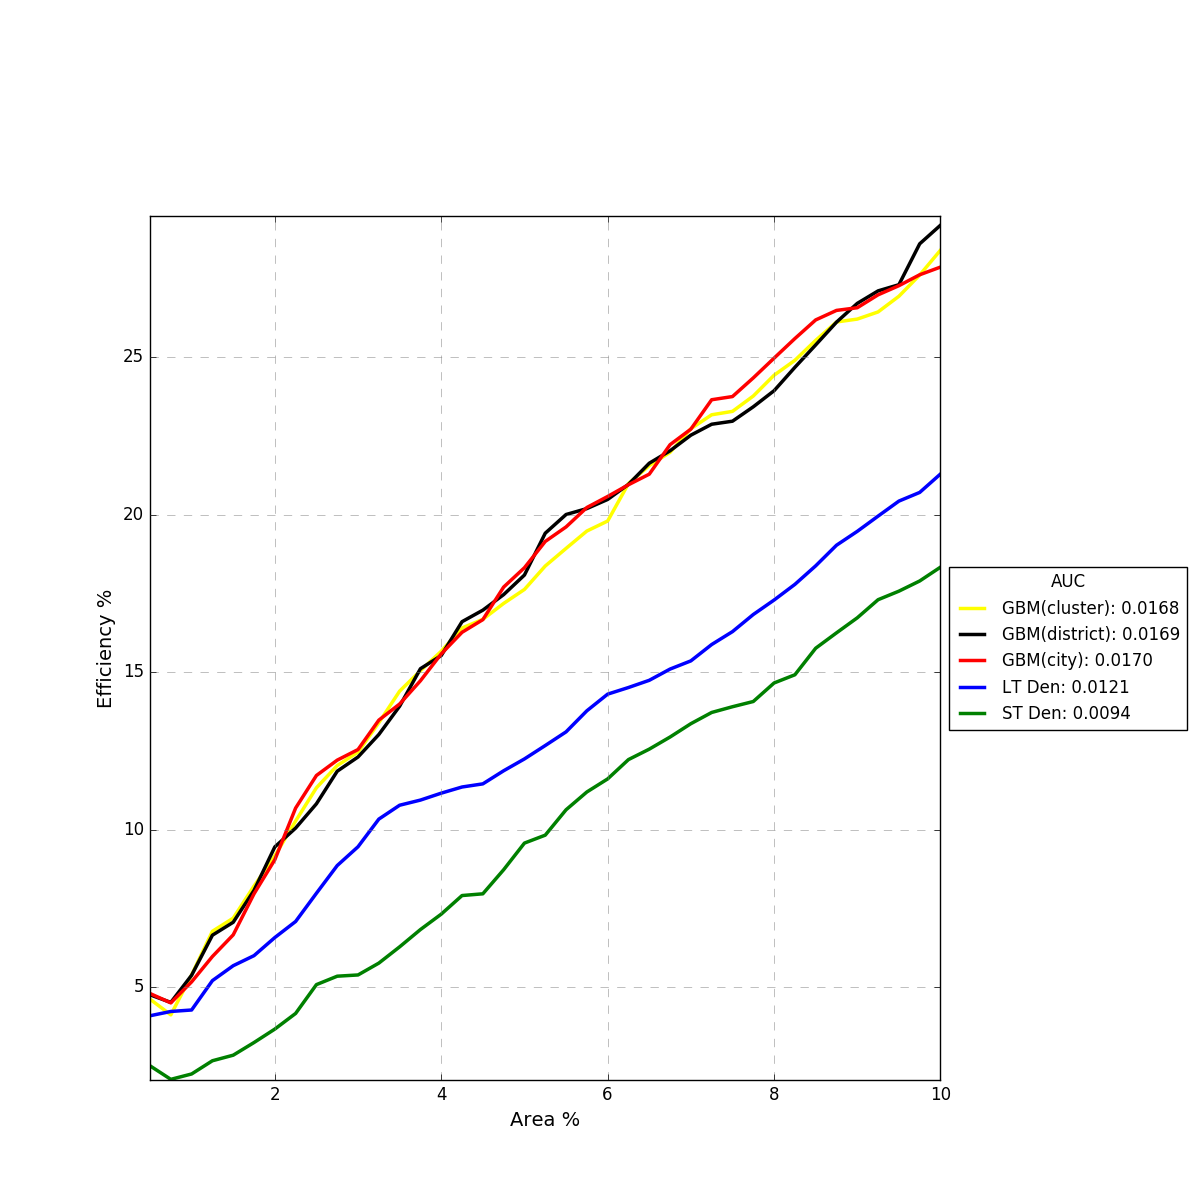 25
20
15
10
5
2
4
6
8
10
Efficiency %
Area %
AUC
GBM(cluster): 0.0168
GBM(district): 0.0169
GBM(city): 0.0170
LT Den: 0.0121
ST Den: 0.0094